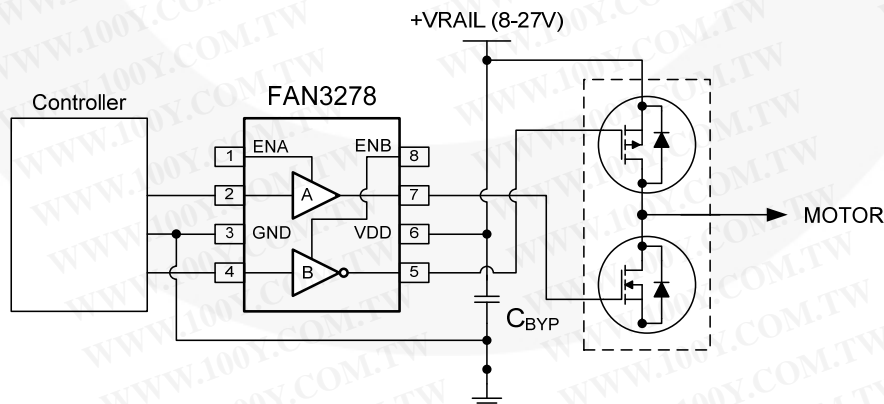 +VRAIL (8-27V)
Controller
FAN3278
1 ENA ENB 8
2 A 7
3 GND VDD 6
4 B 5
MOTOR
CBYP
WWW.100Y.COM.TW